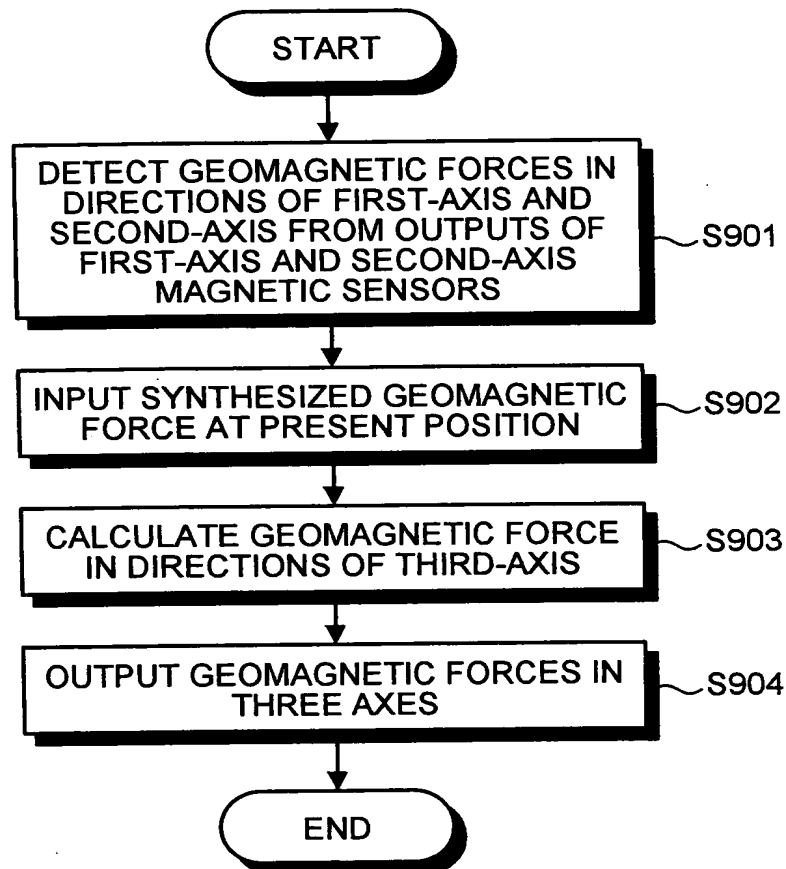 START
DETECT GEOMAGNETIC FORCES IN
DIRECTIONS OF FIRST-AXIS AND
SECOND-AXIS FROM OUTPUTS OF
FIRST-AXIS AND SECOND-AXIS
MAGNETIC SENSORS
S901
INPUT SYNTHESIZED GEOMAGNETIC
FORCE AT PRESENT POSITION
S902
CALCULATE GEOMAGNETIC FORCE
IN DIRECTIONS OF THIRD-AXIS
S903
OUTPUT GEOMAGNETIC FORCES IN
THREE AXES
S904
END